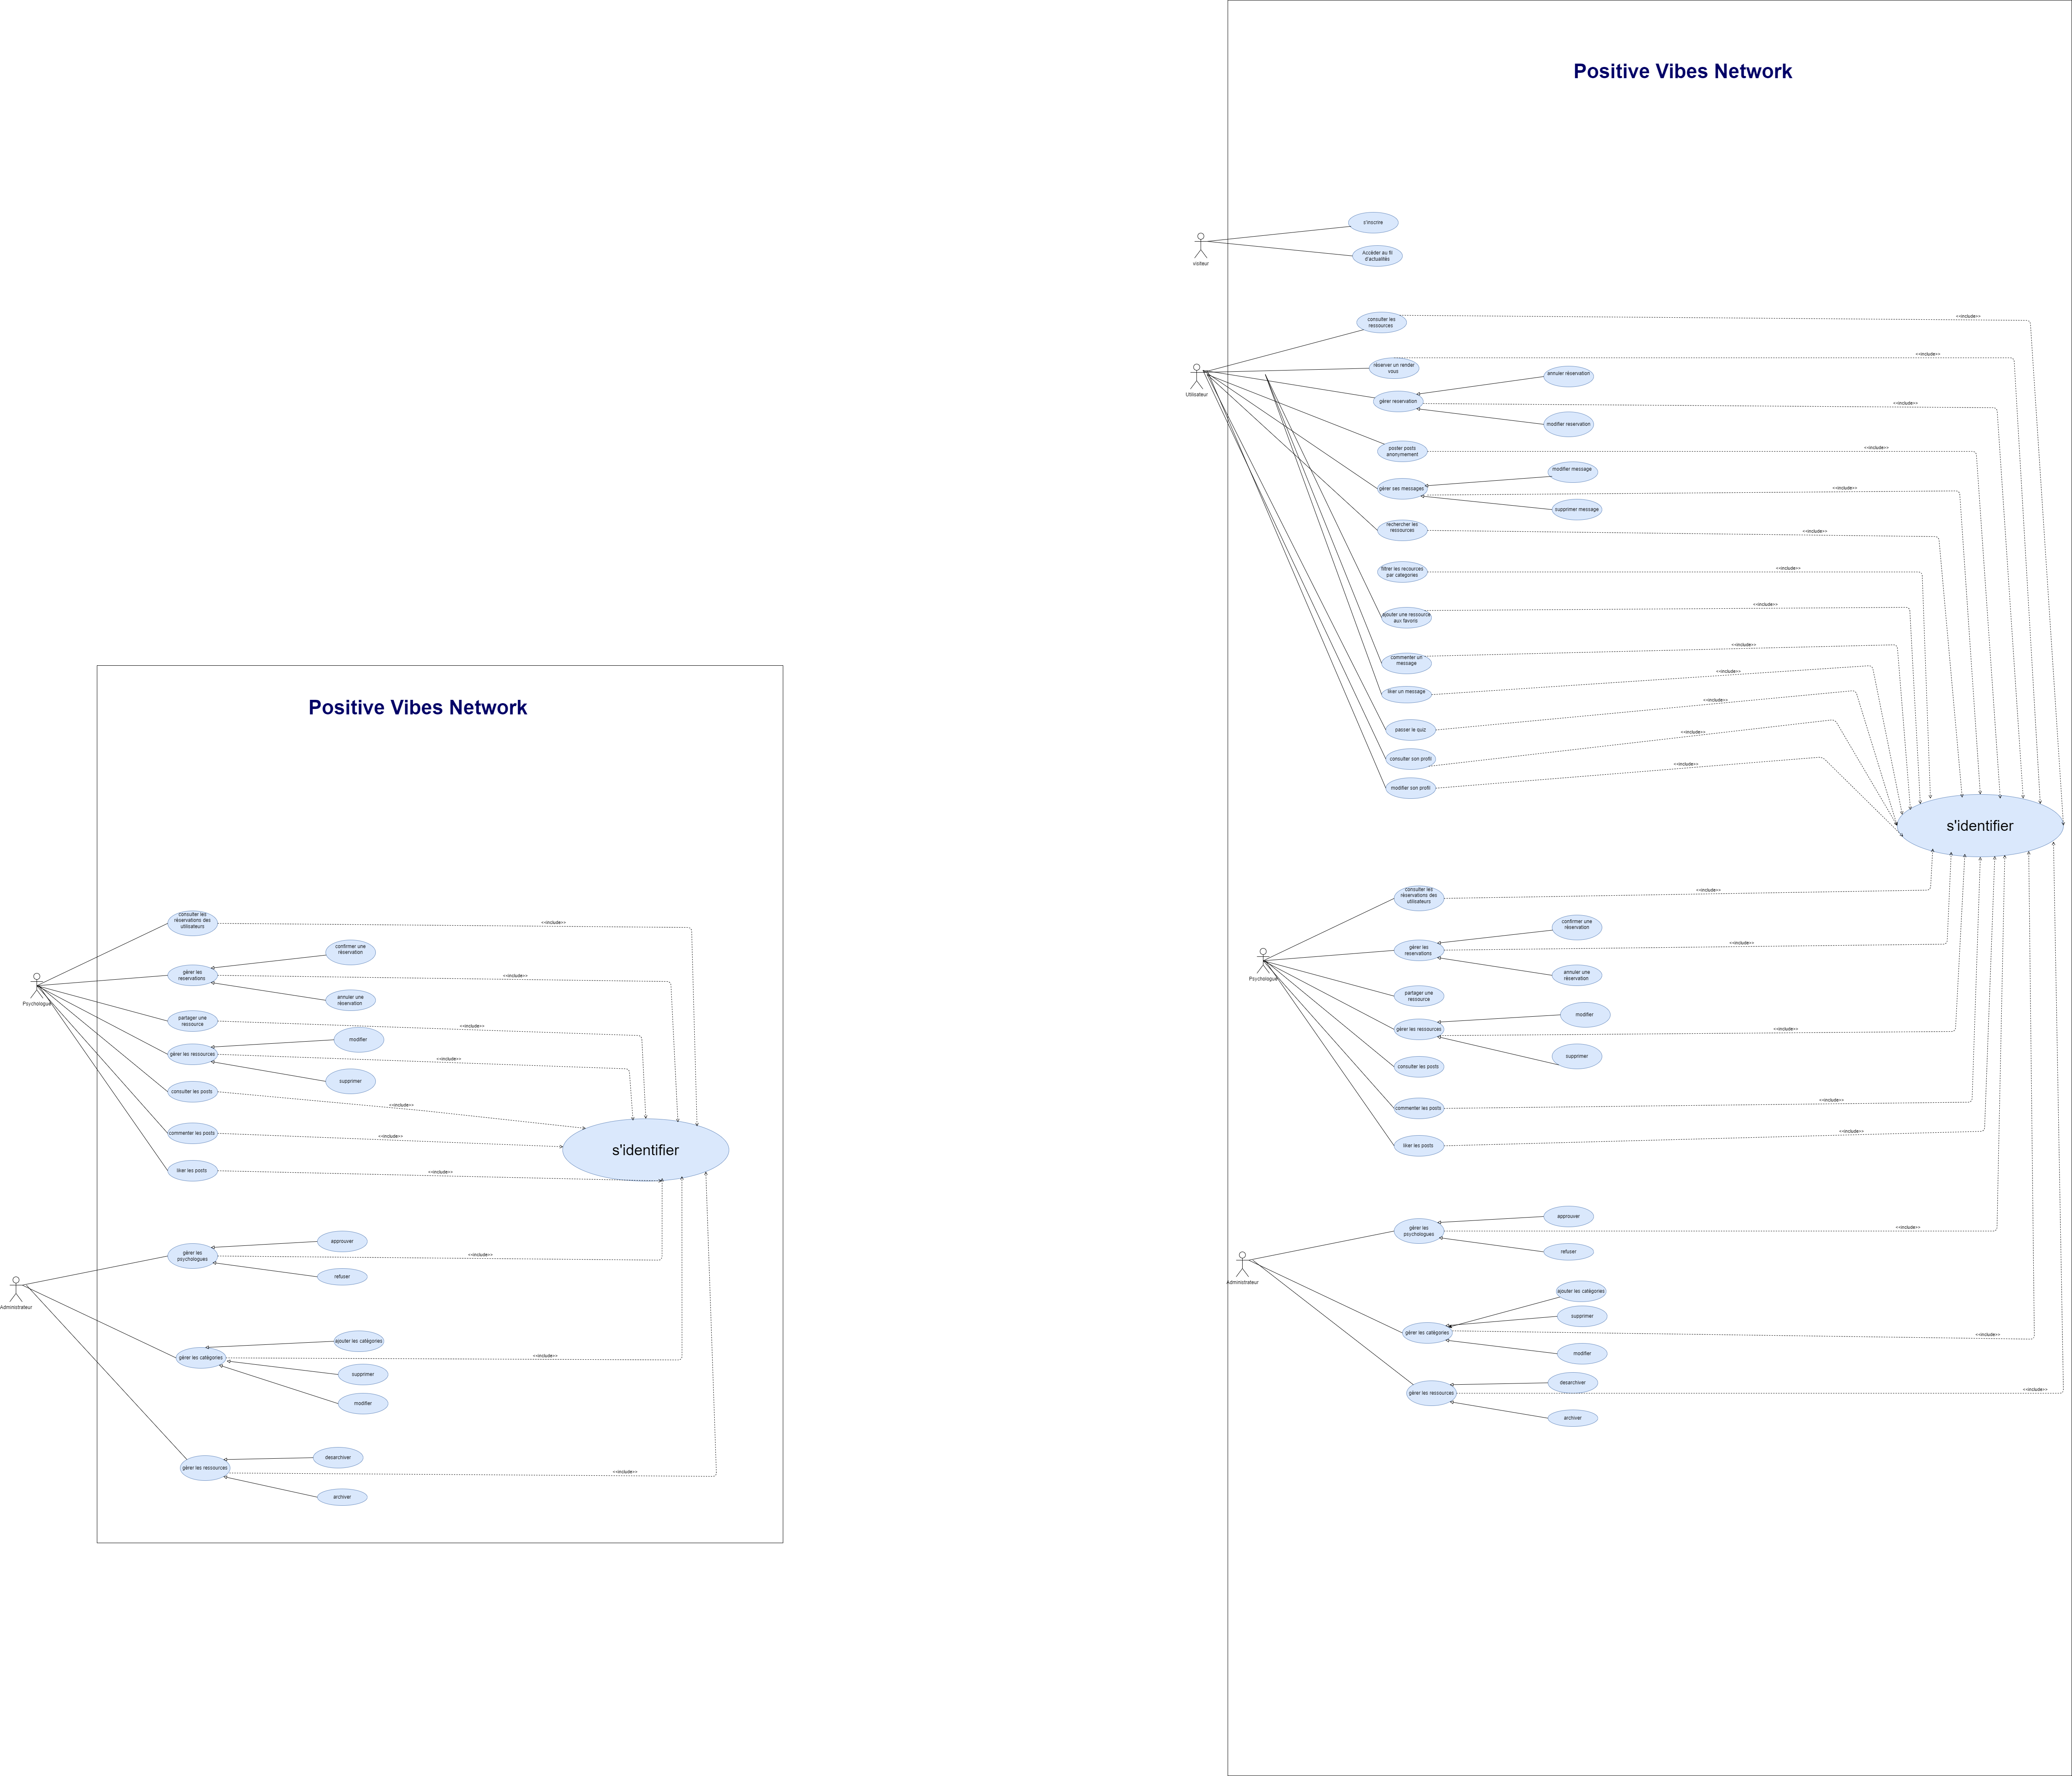 Positive Vibes Network
consulter les
réservations des
utilisateurs
<<include>>
confirmer une
réservation
gérer les
reservations
<<include>>
Psychologue
annuler une
réservation
partager une
ressource
<<include>>
modifier
gérer les ressources
<<include>>
supprimer
consulter les posts
<<include>>
commenter les posts
<<include>>
s'identifier
liker les posts
<<include>>
approuver
gérer les
psychologues
<<include>>
refuser
Administrateur
ajouter les catégories
gérer les catégories
<<include>>
supprimer
modifier
desarchiver
gérer les ressources
<<include>>
archiver
Positive Vibes Network
s'inscrire
Accéder au fil
d'actualités
visiteur
consulter les
ressources
<<include>>
réserver un render
vous
<<include>>
annuler réservation
Utilisateur
gérer reservation
<<include>>
modifier reservation
poster posts
anonymement
<<include>>
modifier message
gérer ses messages
<<include>>
supprimer message
rechercher les
ressources
<<include>>
filtrer les recources
par categories
<<include>>
ajouter une ressource
aux favoris
<<include>>
commenter un
message
<<include>>
liker un message
<<include>>
passer le quiz
<<include>>
consulter son profil
<<include>>
modifier son profil
<<include>>
s'identifier
consulter les
réservations des
utilisateurs
<<include>>
confirmer une
réservation
gérer les
reservations
<<include>>
Psychologue
annuler une
réservation
partager une
ressource
modifier
gérer les ressources
<<include>>
supprimer
consulter les posts
commenter les posts
<<include>>
liker les posts
<<include>>
approuver
gérer les
psychologues
<<include>>
refuser
Administrateur
ajouter les catégories
supprimer
gérer les catégories
<<include>>
modifier
desarchiver
gérer les ressources
<<include>>
archiver